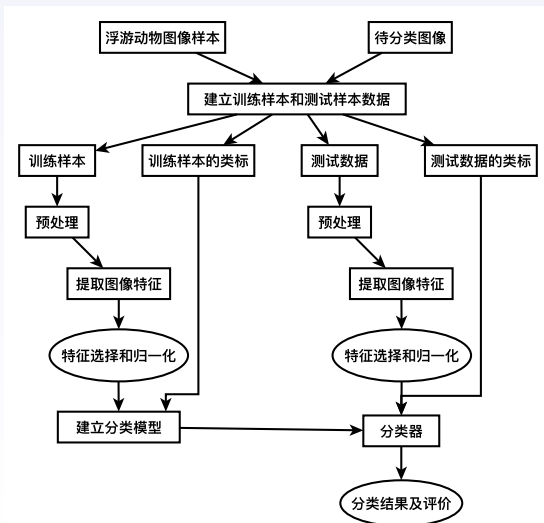 浮游动物图像样本
待分类图像
建立训练样本和测试样本数据
训练样本
训练样本的类标
测试数据
测试数据的类标
预处理
预处理
提取图像特征
提取图像特征
特征选择和归一化
特征选择和归一化
建立分类模型
分类器
分类结果及评价